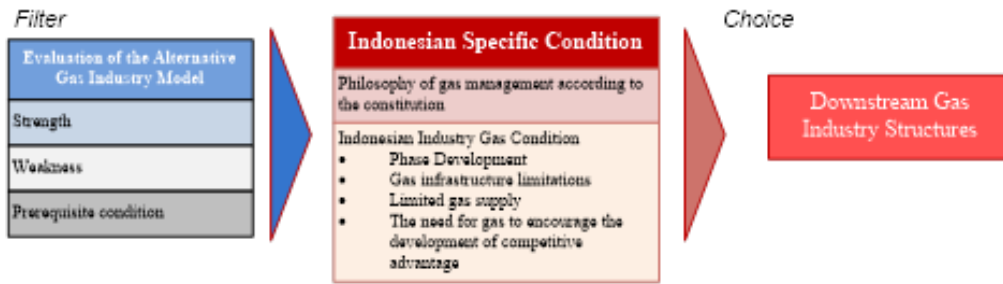 Filter
Evaluation of the Alternative
Gas Industry Model
Strength
Weakness
Prerequisite condition
Indonesian Specific Condition
Philosophy of gas management according to
the constitution
Indonesian Industry Gas Condition
• Phase Development
• Gas infrastructure limitations
• Limited gas supply
• The need for gas to encourage the
development of competitive
advantage
Choice
Downstream Gas
Industry Structures